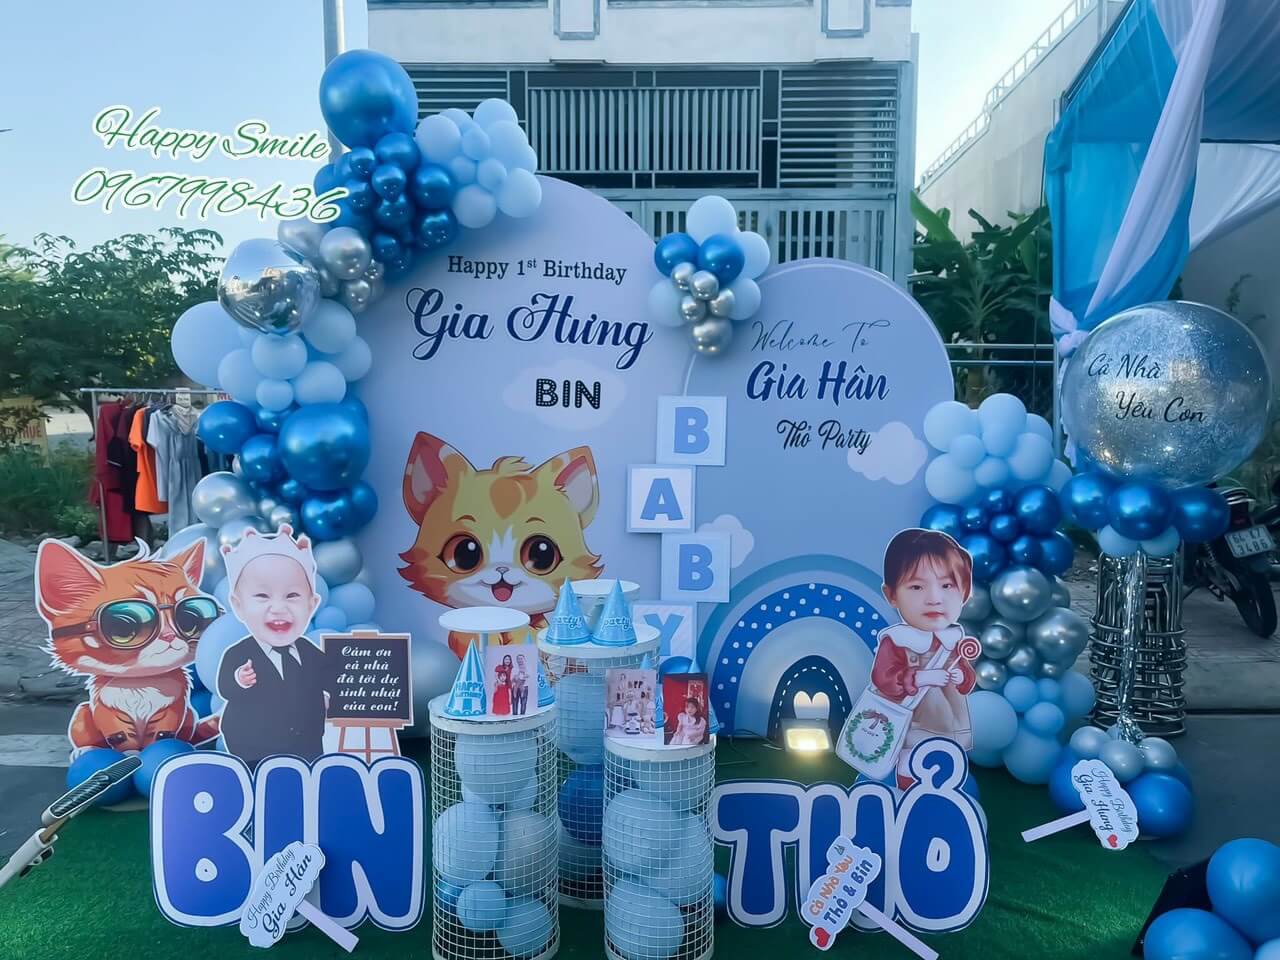 Happy Smile
0967998436
Happy 1st Birthday
Gia Hưng
BIN
Welcome To
Gia Hân
Thỏ Party
B
A
B
Y
Cả Nhà
Yêu Con
Cảm ơn
cả nhà
đã tới dự
sinh nhật
của con!
HAPPY
party
BIN
THỎ
Happy Birthday
Gia Hân
Cả Nhà Yêu
Thỏ & Bin
Happy Birthday
Gia Hưng